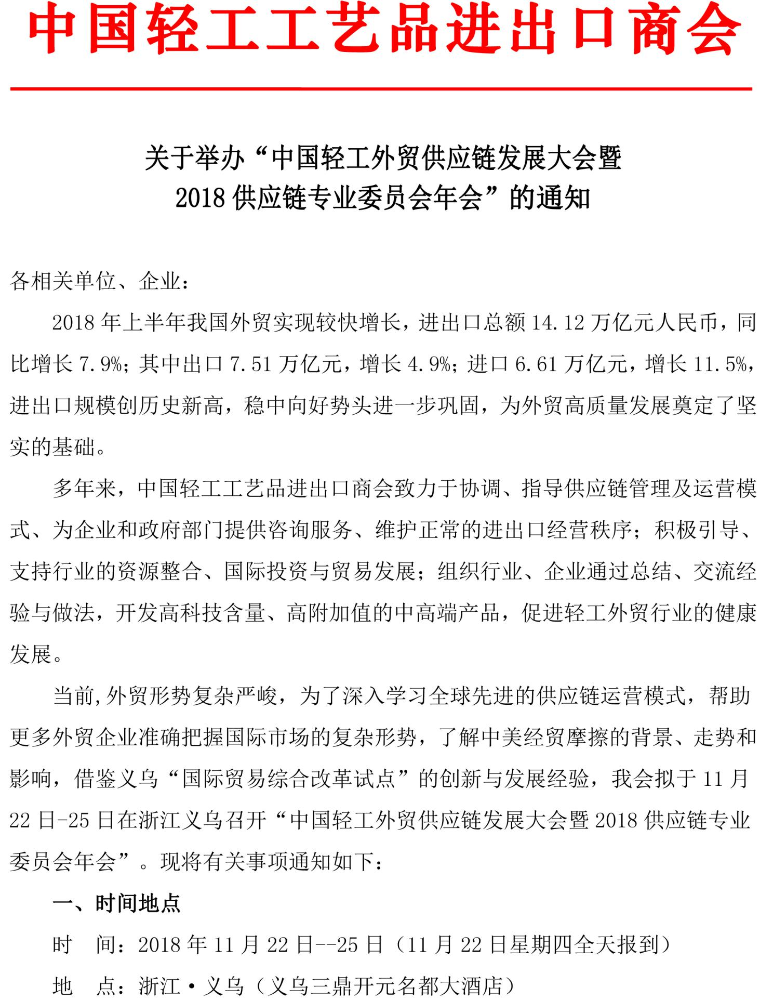 中国轻工工艺品进出口商会
关于举办“中国轻工外贸供应链发展大会暨
2018 供应链专业委员会年会”的通知
各相关单位、企业：
2018 年上半年我国外贸实现较快增长，进出口总额 14.12 万亿元人民币，同
比增长 7.9%；其中出口 7.51 万亿元，增长 4.9%；进口 6.61 万亿元，增长 11.5%，
进出口规模创历史新高，稳中向好势头进一步巩固，为外贸高质量发展奠定了坚
实的基础。
多年来，中国轻工工艺品进出口商会致力于协调、指导供应链管理及运营模
式、为企业和政府部门提供咨询服务、维护正常的进出口经营秩序；积极引导、
支持行业的资源整合、国际投资与贸易发展；组织行业、企业通过总结、交流经
验与做法，开发高科技含量、高附加值的中高端产品，促进轻工外贸行业的健康
发展。
当前,外贸形势复杂严峻，为了深入学习全球先进的供应链运营模式，帮助
更多外贸企业准确把握国际市场的复杂形势，了解中美经贸摩擦的背景、走势和
影响，借鉴义乌“国际贸易综合改革试点”的创新与发展经验，我会拟于 11 月
22 日-25 日在浙江义乌召开“中国轻工外贸供应链发展大会暨 2018 供应链专业
委员会年会”。现将有关事项通知如下：
一、时间地点
时　间：2018 年 11 月 22 日--25 日（11 月 22 日星期四全天报到）
地　点：浙江·义乌（义乌三鼎开元名都大酒店）